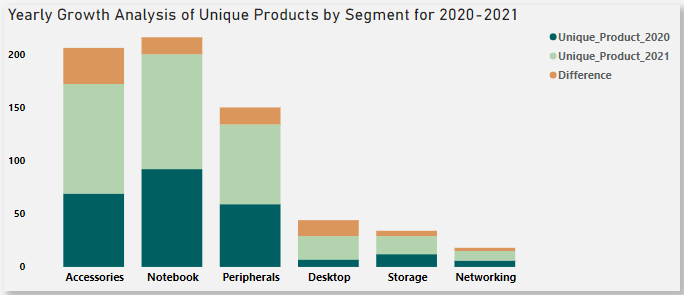 Yearly Growth Analysis of Unique Products by Segment for 2020-2021
Unique_Product_2020
Unique_Product_2021
Difference
200
150
100
50
0
Accessories Notebook Peripherals Desktop Storage Networking